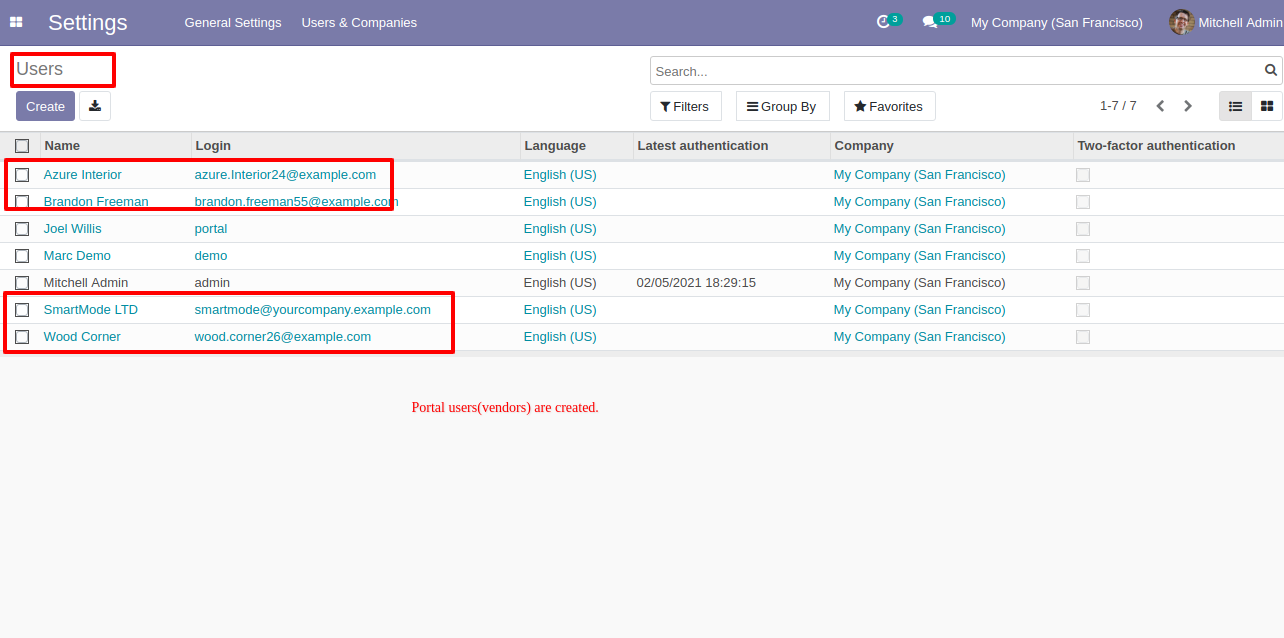 Settings General Settings Users & Companies 3 10 My Company (San Francisco) Mitchell Admin
Users
Search...
Create
Filters Group By Favorites 1-7 / 7
Name Login Language Latest authentication Company Two-factor authentication
Azure Interior azure.Interior24@example.com English (US) My Company (San Francisco)
Brandon Freeman brandon.freeman55@example.com English (US) My Company (San Francisco)
Joel Willis portal English (US) My Company (San Francisco)
Marc Demo demo English (US) My Company (San Francisco)
Mitchell Admin admin English (US) 02/05/2021 18:29:15 My Company (San Francisco)
SmartMode LTD smartmode@yourcompany.example.com English (US) My Company (San Francisco)
Wood Corner wood.corner26@example.com English (US) My Company (San Francisco)
Portal users(vendors) are created.